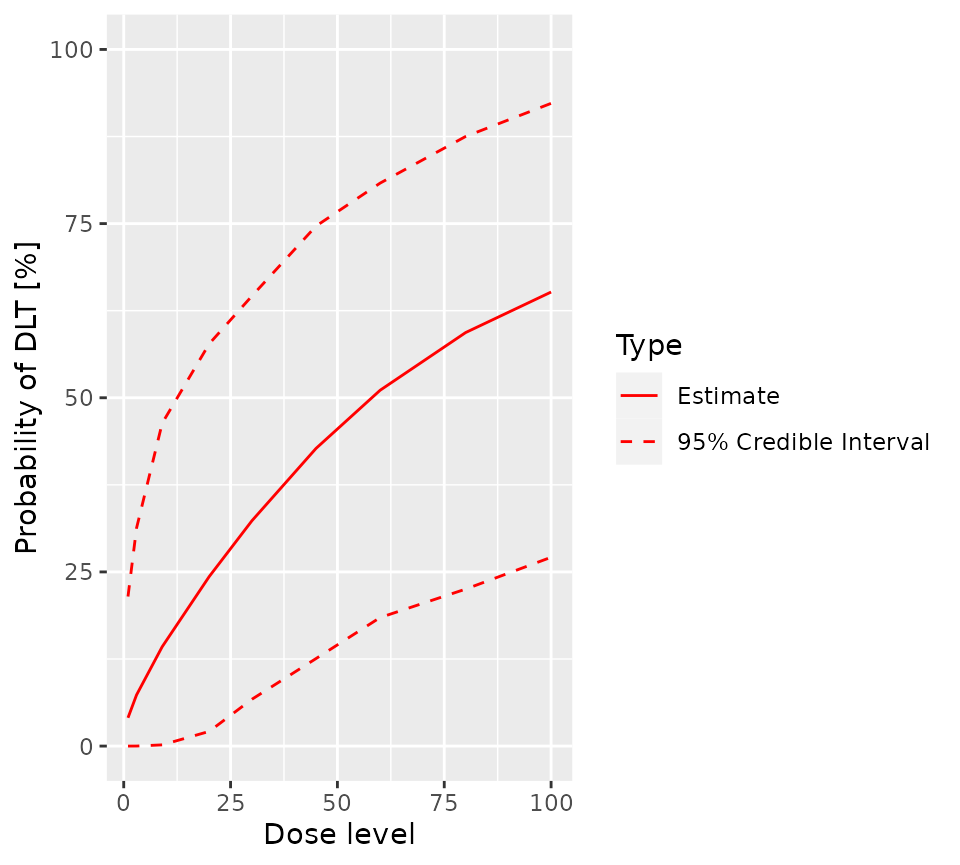 Probability of DLT [%]
100
75
50
25
0
0 25 50 75 100
Dose level
Type
Estimate
95% Credible Interval